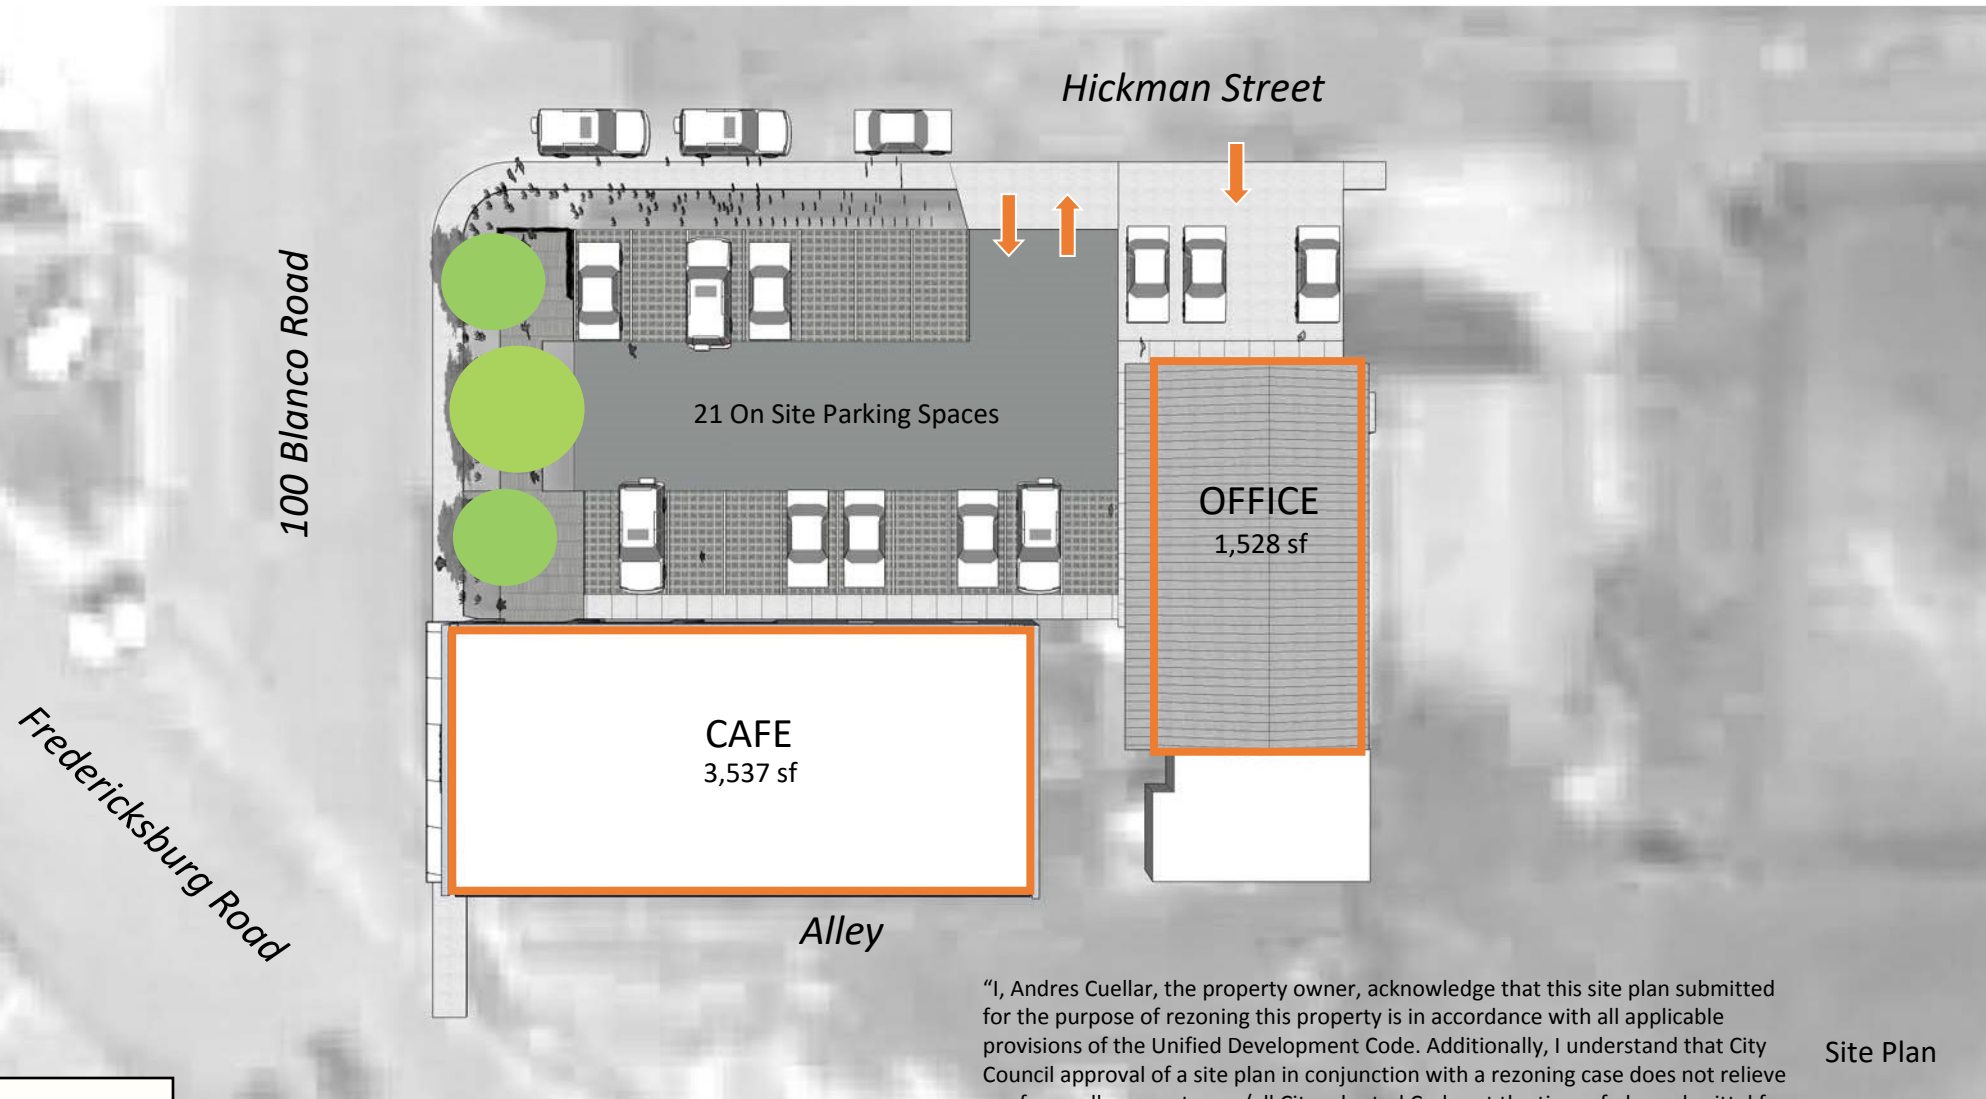 Hickman Street
100 Blanco Road
21 On Site Parking Spaces
OFFICE
1,528 sf
CAFE
3,537 sf
Fredericksburg Road
Alley
“I, Andres Cuellar, the property owner, acknowledge that this site plan submitted
for the purpose of rezoning this property is in accordance with all applicable
provisions of the Unified Development Code. Additionally, I understand that City
Council approval of a site plan in conjunction with a rezoning case does not relieve
Site Plan